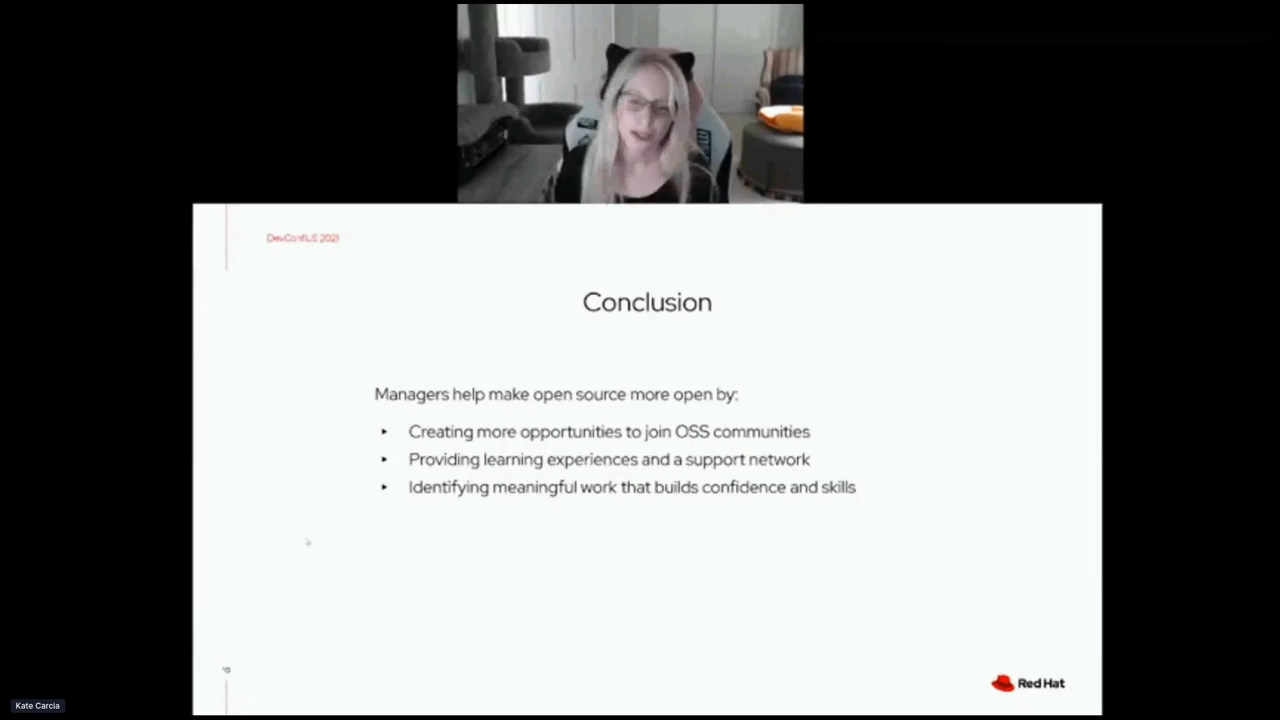 DevConf.US 2021
Conclusion
Managers help make open source more open by:
Creating more opportunities to join OSS communities
Providing learning experiences and a support network
Identifying meaningful work that builds confidence and skills
Red Hat
Kate Carcia